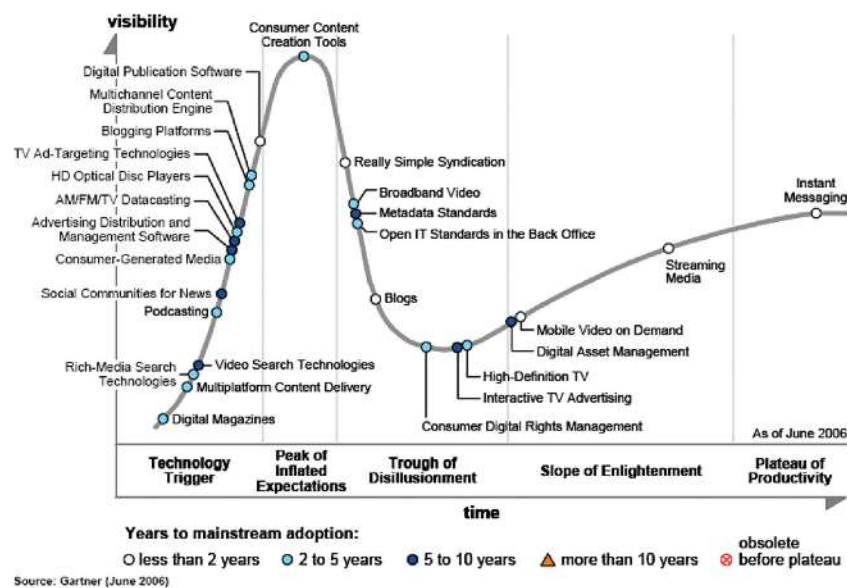 visibility
Consumer Content
Creation Tools
Digital Publication Software
Multichannel Content
Distribution Engine
Blogging Platforms
TV Ad-Targeting Technologies
HD Optical Disc Players
AM/FM/TV Datacasting
Advertising Distribution and
Management Software
Consumer-Generated Media
Social Communities for News
Podcasting
Rich-Media Search
Technologies
Video Search Technologies
Multiplatform Content Delivery
Digital Magazines
Really Simple Syndication
Broadband Video
Metadata Standards
Open IT Standards in the Back Office
Blogs
Mobile Video on Demand
Digital Asset Management
High-Definition TV
Interactive TV Advertising
Consumer Digital Rights Management
Streaming
Media
Instant
Messaging
As of June 2006
Technology
Trigger
Peak of
Inflated
Expectations
Trough of
Disillusionment
Slope of Enlightenment
Plateau of
Productivity
time
Years to mainstream adoption:
less than 2 years
2 to 5 years
5 to 10 years
more than 10 years
obsolete
before plateau
Source: Gartner (June 2006)